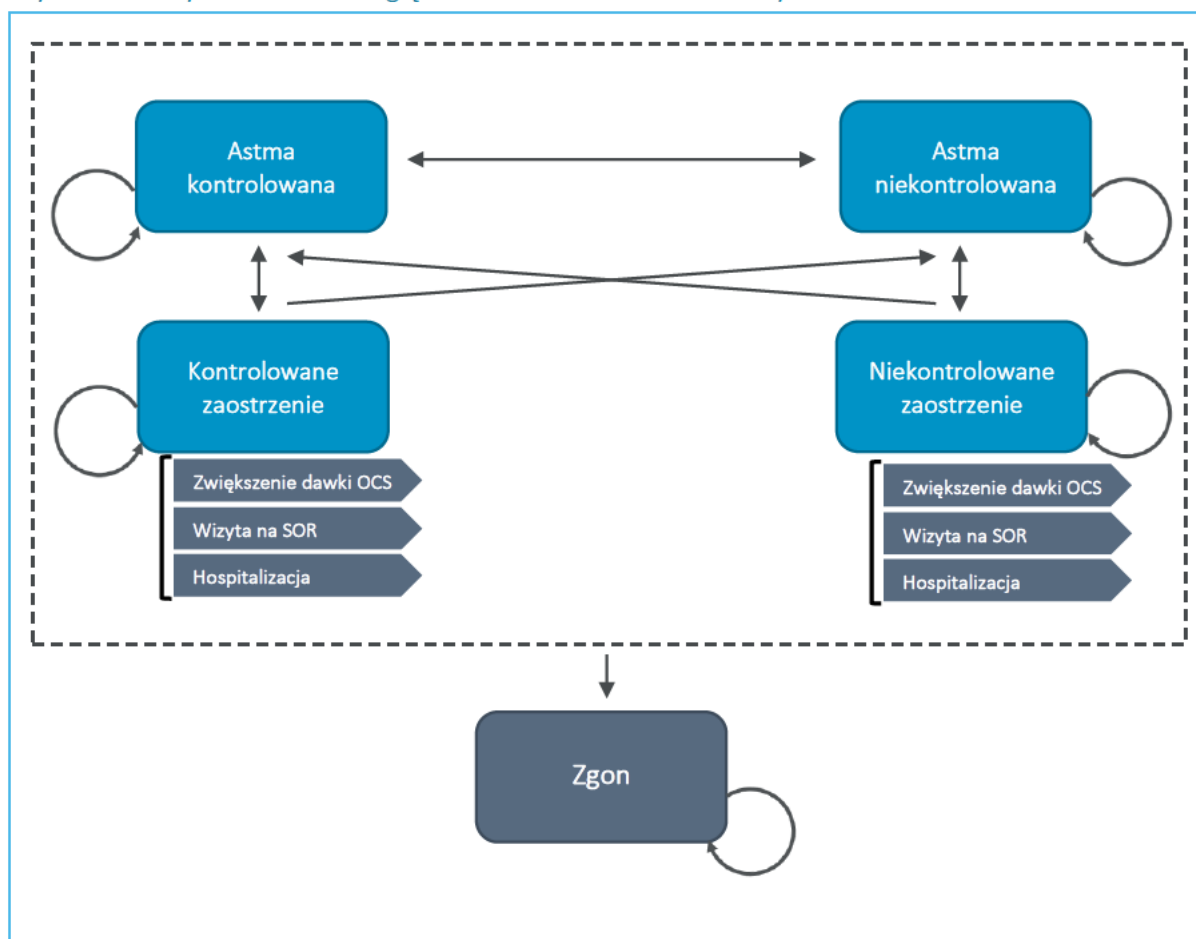 Astma
kontrolowana
Astma
niekontrolowana
Kontrolowane
zaostrzenie
Niekontrolowane
zaostrzenie
Zwiększenie dawki OCS
Wizyta na SOR
Hospitalizacja
Zwiększenie dawki OCS
Wizyta na SOR
Hospitalizacja
Zgon